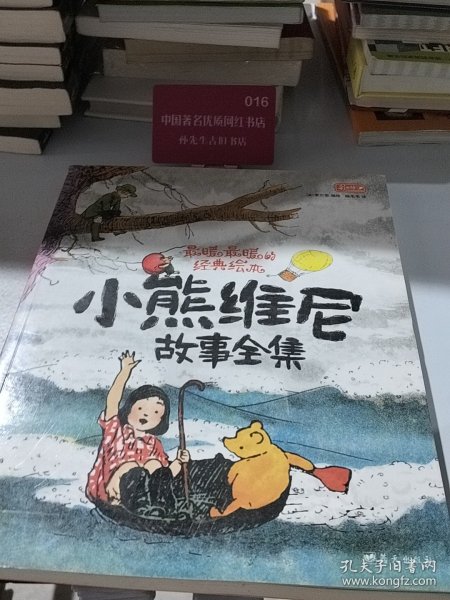 016
中国著名优质网红书店
孙先生古旧书店
最暖最暖的
经典绘本
小熊维尼
故事全集
孔夫子旧书网
www.kongfz.com